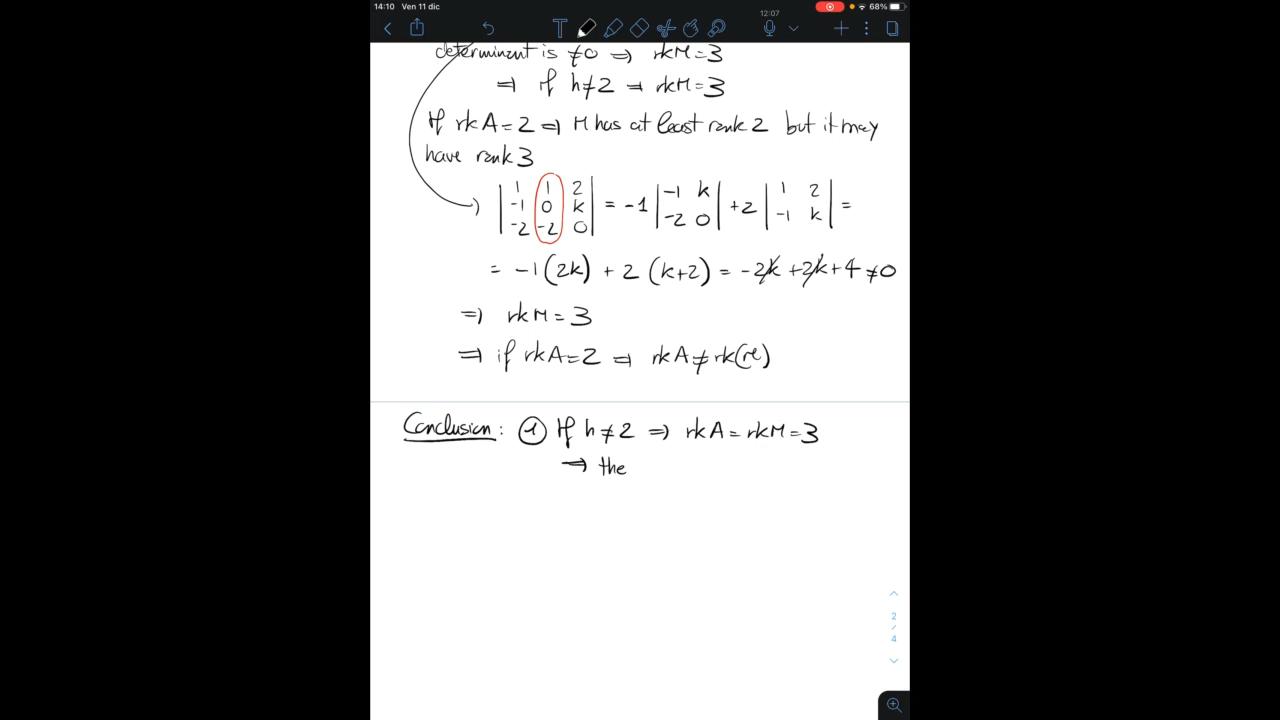 14:10 Ven 11 dic
68%
12:07
T
determinant is ≠0 ⇒ rkM=3
⇒ If h≠2 ⇒ rkM=3
If rkA=2 ⇒ M has at least rank 2 but it may
have rank 3
| 1 1 2 |
| -1 0 k | = -1 | -1 k | +2 | 1 2 | =
| -2 -2 0 | | -2 0 | | -1 k |
= -1(2k) + 2(k+2) = -2k +2k+4 ≠0
⇒ rkM=3
⇒ if rkA=2 ⇒ rkA≠rk(M)
Conclusion: 1 If h≠2 ⇒ rkA=rkM=3
⇒ the
2
/
4